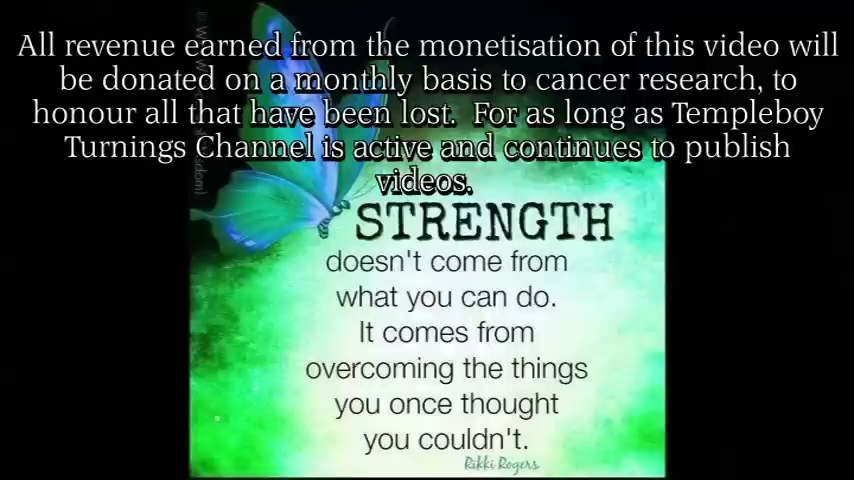 All revenue earned from the monetisation of this video will
be donated on a monthly basis to cancer research, to
honour all that have been lost.  For as long as Templeboy
Turnings Channel is active and continues to publish
videos.
STRENGTH
doesn't come from
what you can do.
It comes from
overcoming the things
you once thought
you couldn't.
Rikki Rogers